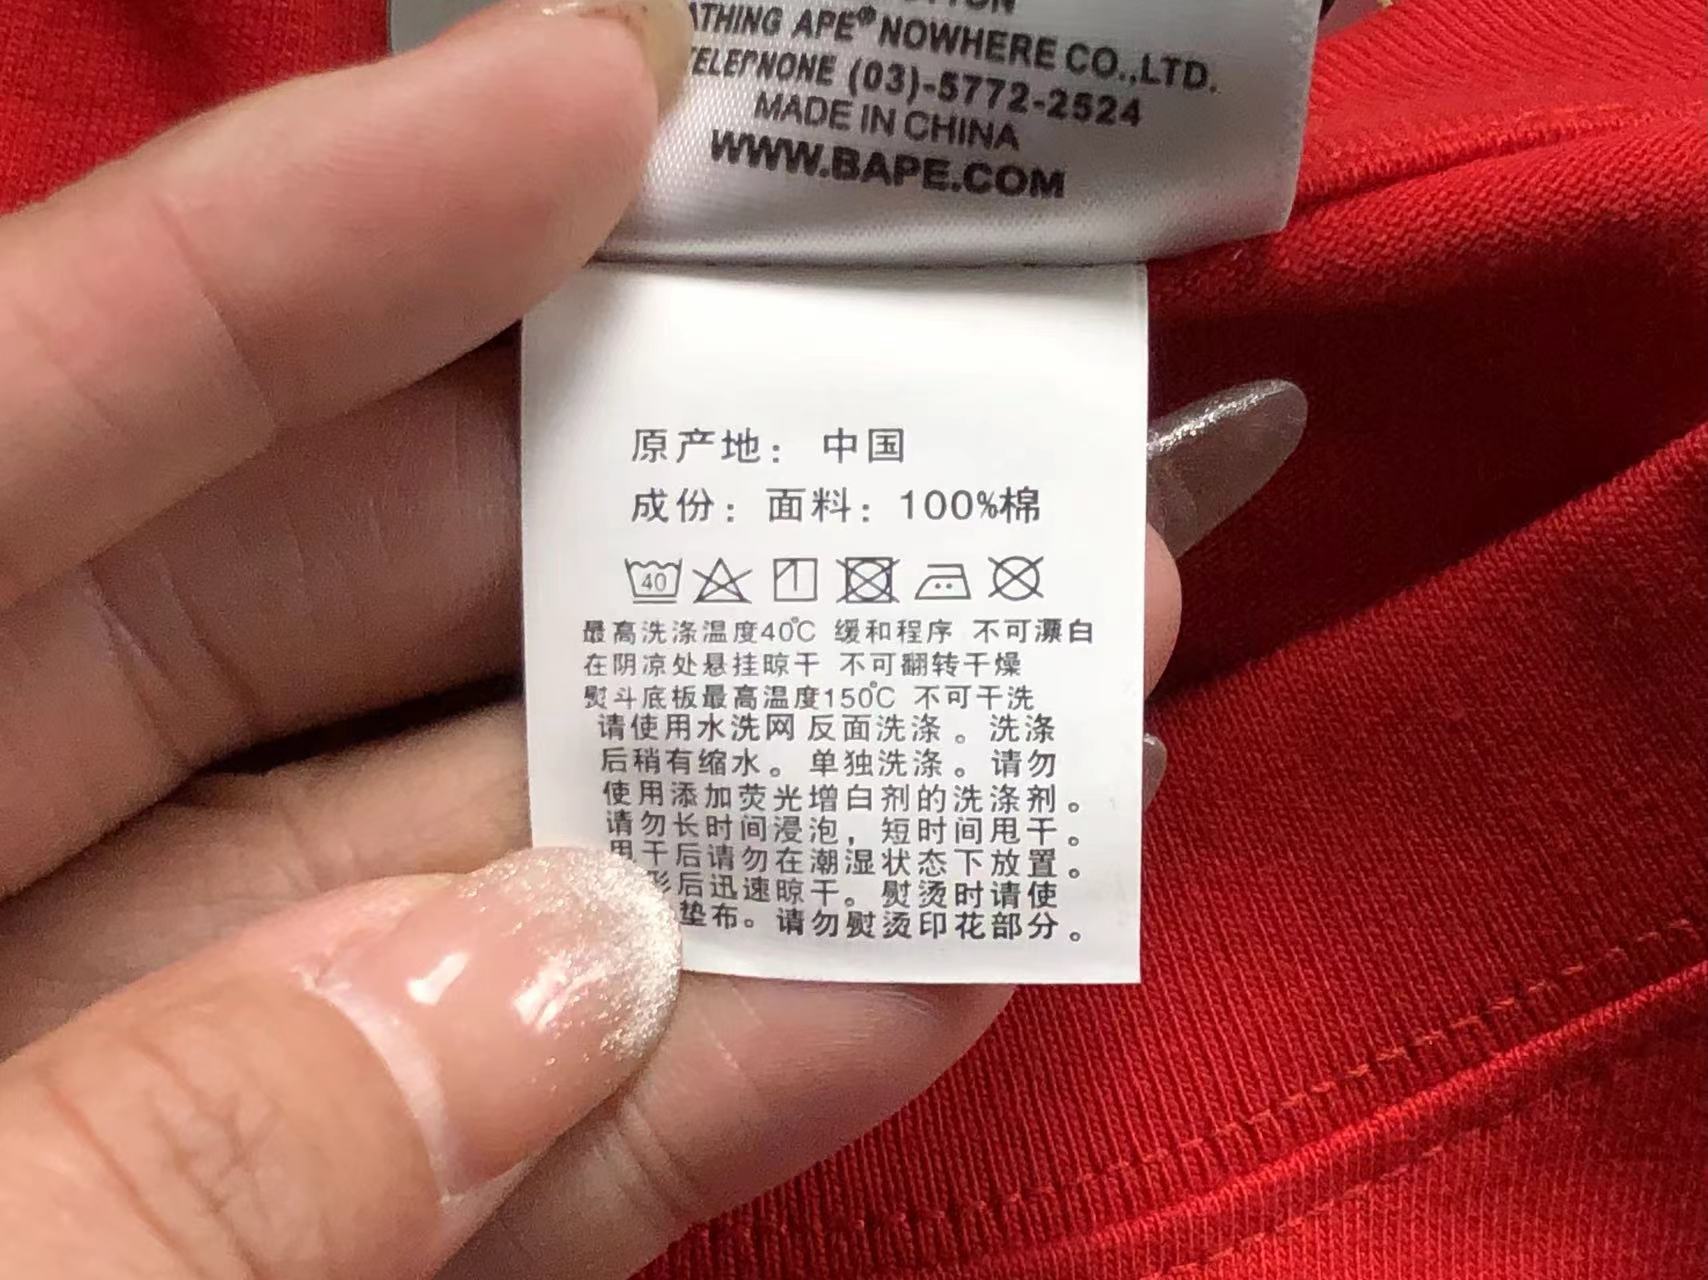 APE® NOWHERE CO.,LTD.
(03)-5772-2524
MADE IN CHINA
WWW.BAPE.COM
原产地：中国
成份：面料：100%棉
40
最高洗涤温度40℃ 缓和程序 不可漂白
在阴凉处悬挂晾干 不可翻转干燥
熨斗底板最高温度150℃ 不可干洗
请使用水洗网反面洗涤。洗涤
后稍有缩水。单独洗涤。请勿
使用添加荧光增白剂的洗涤剂。
请勿长时间浸泡，短时间甩干。
甩干后请勿在潮湿状态下放置。
形后迅速晾干。熨烫时请使
垫布。请勿熨烫印花部分。